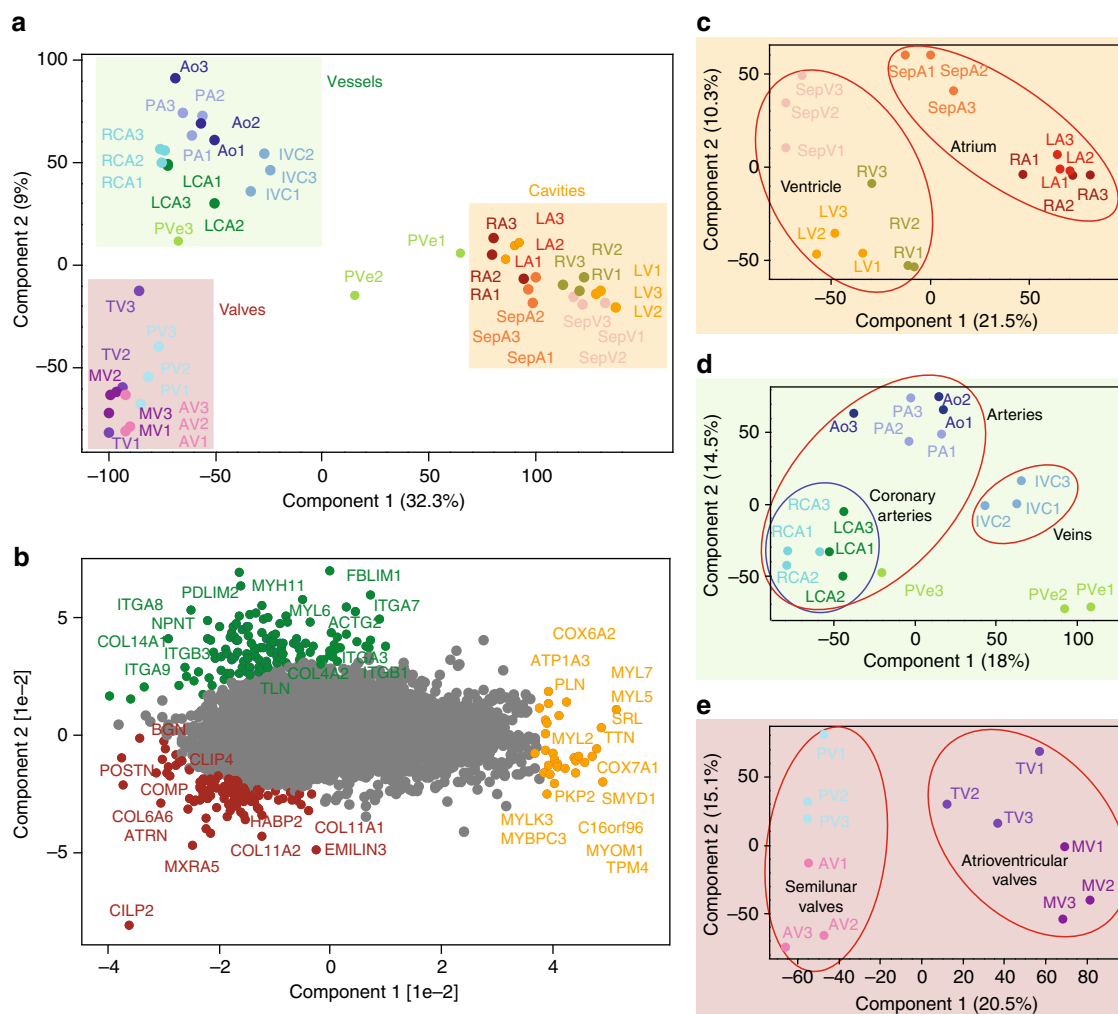 a
Component 2 (9%)
100
50
0
−50
−100
−50
0
50
100
Component 1 (32.3%)
Vessels
Ao3
PA3
PA2
Ao2
RCA3
RCA2
RCA1
PA1
Ao1
IVC2
IVC3
IVC1
LCA1
LCA3
LCA2
PVe3
PVe1
PVe2
Cavities
RA3
LA3
LA2
RV2
RV3
LA1
RV1
LV1
LV3
LV2
RA2
RA1
SepA2
SepV3
SepA3
SepV1
SepA1
SepV2
Valves
TV3
PV3
TV2
PV2
MV2
PV1
AV3
MV3
AV2
MV1
AV1
TV1
b
Component 2 [1e−2]
5
0
−5
−4
−2
0
2
4
Component 1 [1e−2]
PDLIM2
MYH11
FBLIM1
ITGA8
MYL6
ITGA7
NPNT
ACTG2
COL14A1
ITGB3
ITGA3
ITGA9
COL4A2
ITGB1
TLN
COX6A2
ATP1A3
MYL7
PLN
MYL5
SRL
MYL2
TTN
COX7A1
PKP2
SMYD1
MYLK3
C16orf96
MYBPC3
MYOM1
TPM4
BGN
CLIP4
POSTN
COMP
COL6A6
HABP2
ATRN
COL11A1
COL11A2
EMILIN3
MXRA5
CILP2
c
Component 2 (10.3%)
50
0
−50
−50
0
50
Component 1 (21.5%)
SepV3
SepA1
SepA2
SepV2
SepA3
SepV1
Atrium
LA3
RA1
LA2
LA1
RA3
RA2
RV3
Ventricle
LV3
RV2
LV2
LV1
RV1
d
Component 2 (14.5%)
50
0
−50
−50
0
50
100
Component 1 (18%)
PA3
Ao2
Arteries
Ao3
Ao1
PA2
PA1
IVC3
RCA3
Coronary
arteries
IVC2
IVC1
LCA3
RCA1
LCA1
Veins
RCA2
LCA2
PVe3
PVe2
PVe1
e
Component 2 (15.1%)
50
0
−50
−60
−40
−20
0
20
40
60
80
Component 1 (20.5%)
PV1
TV1
PV2
TV2
PV3
TV3
AV1
MV1
Semilunar
valves
Atrioventricular
valves
MV2
MV3
AV2
AV3